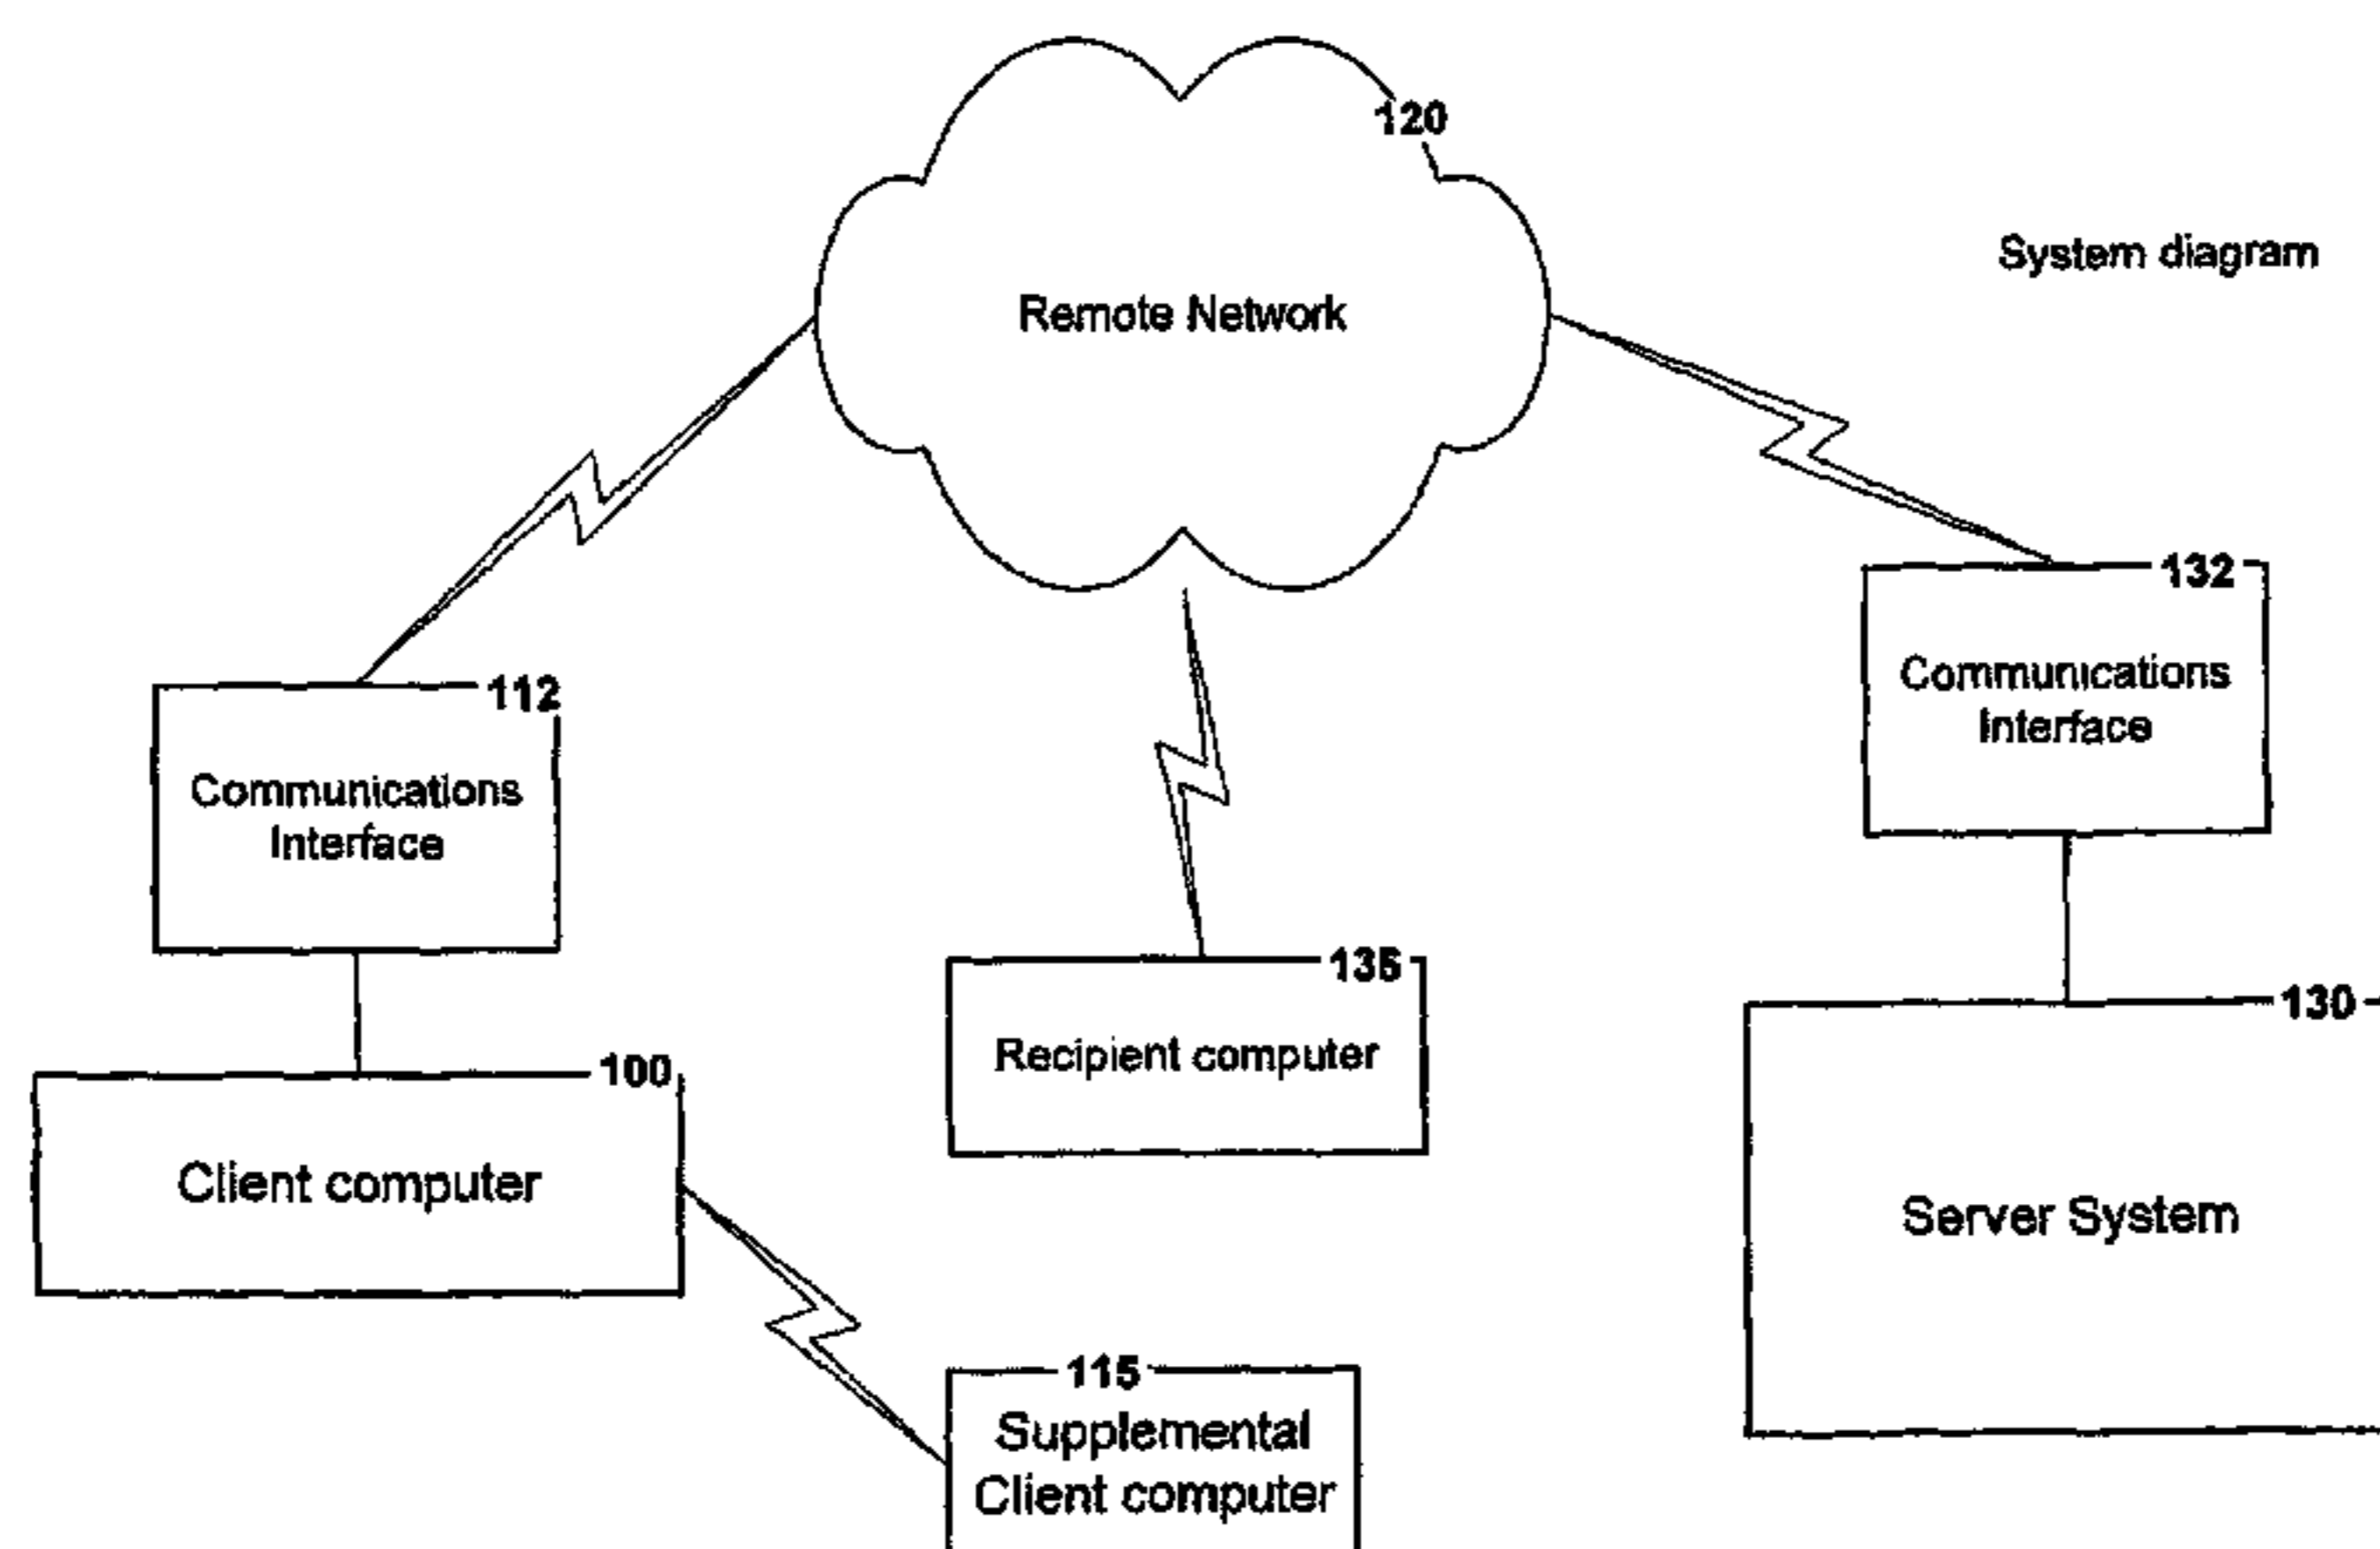 120
System diagram
Remote Network
132
Communications
Interface
112
Communications
Interface
135
Recipient computer
130
Server System
100
Client computer
115
Supplemental
Client computer